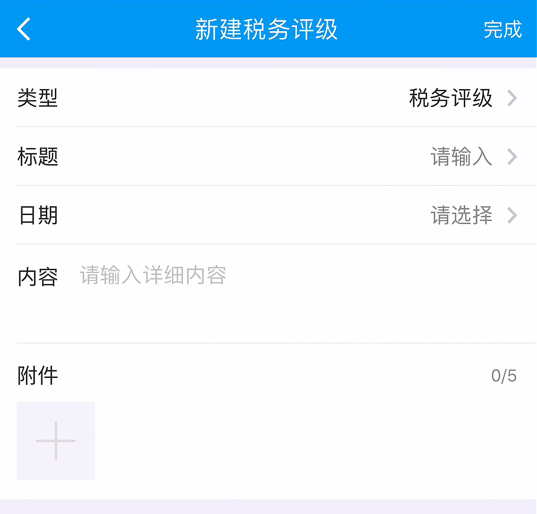 新建税务评级 完成
类型 税务评级
标题 请输入
日期 请选择
内容 请输入详细内容
附件 0/5